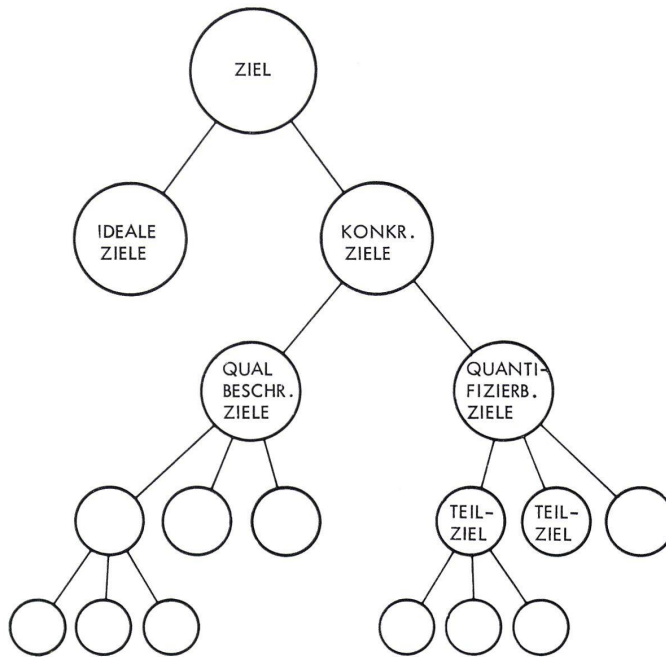 ZIEL
IDEALE
ZIELE
KONKR.
ZIELE
QUAL
BESCHR.
ZIELE
QUANTI-
FIZIERB.
ZIELE
TEIL-
ZIEL
TEIL-
ZIEL